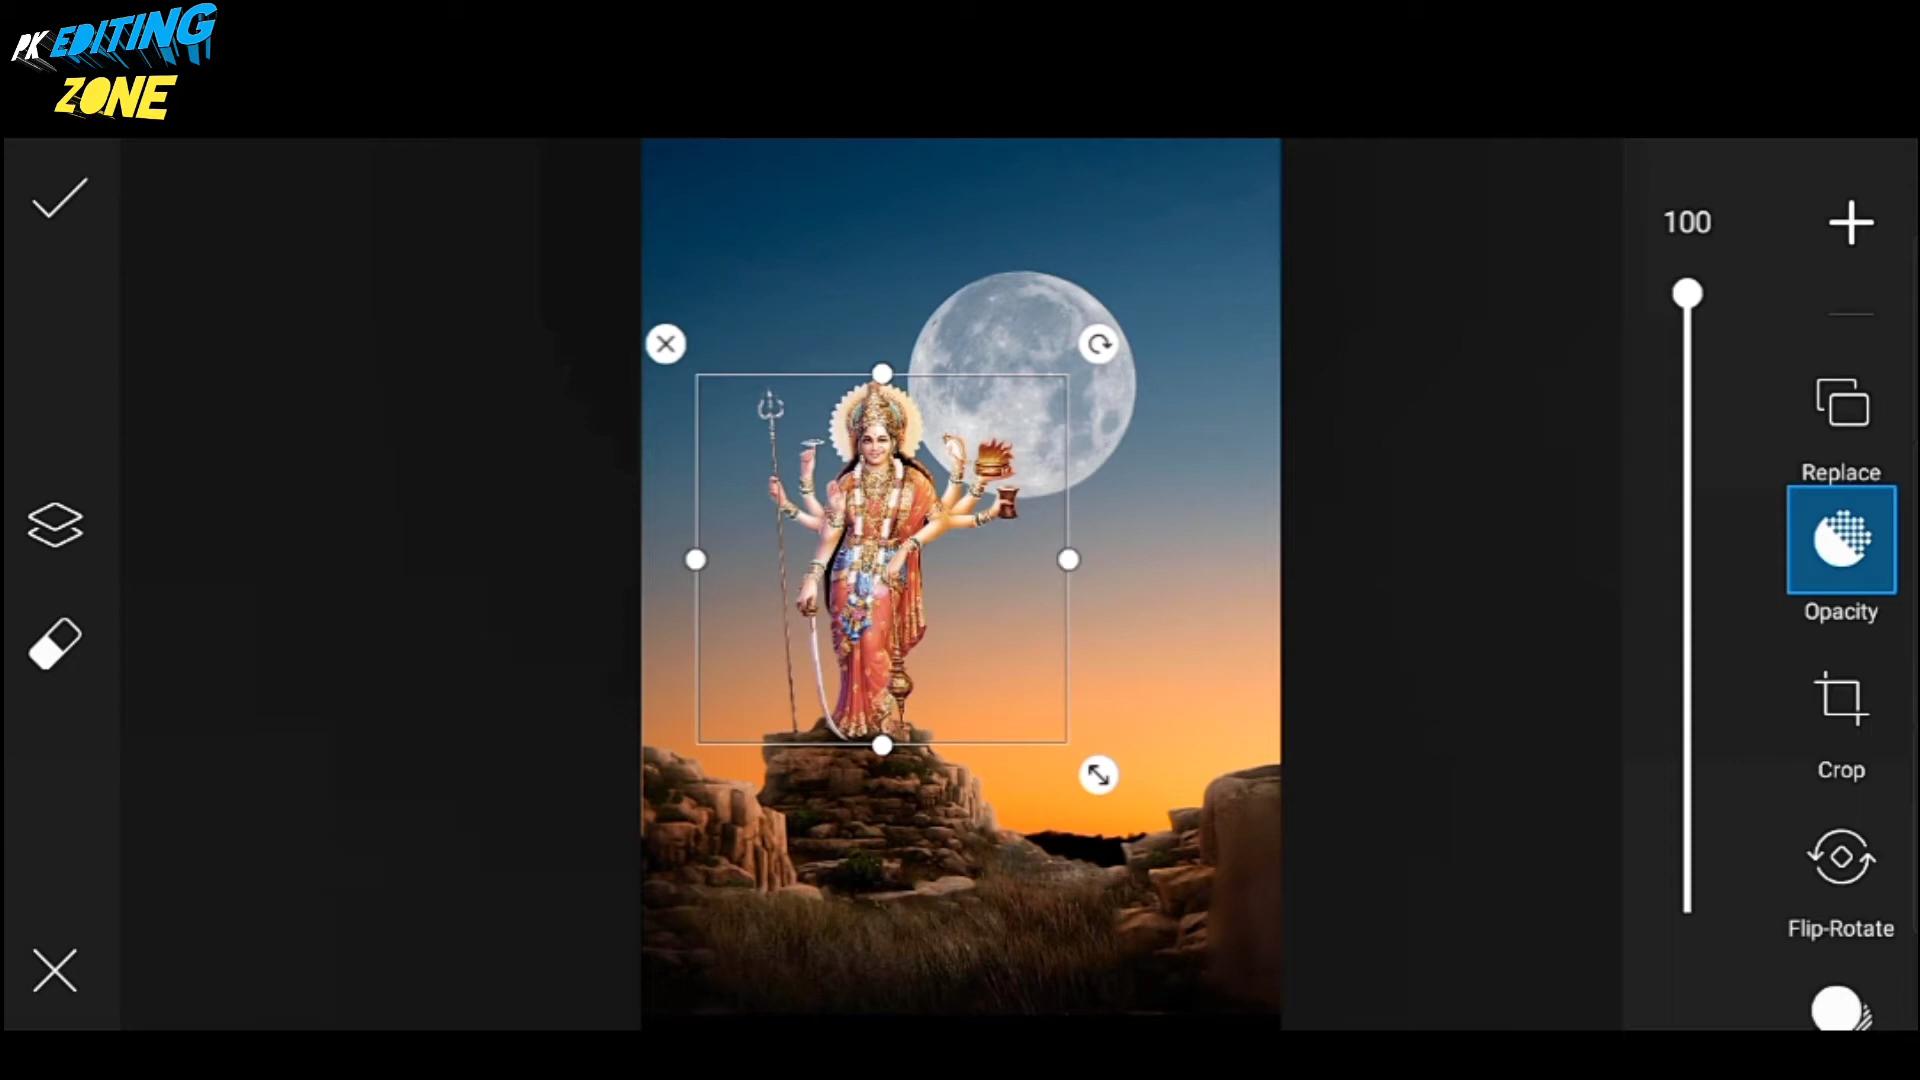 PK EDITING
ZONE
100
Replace
Opacity
Crop
Flip-Rotate